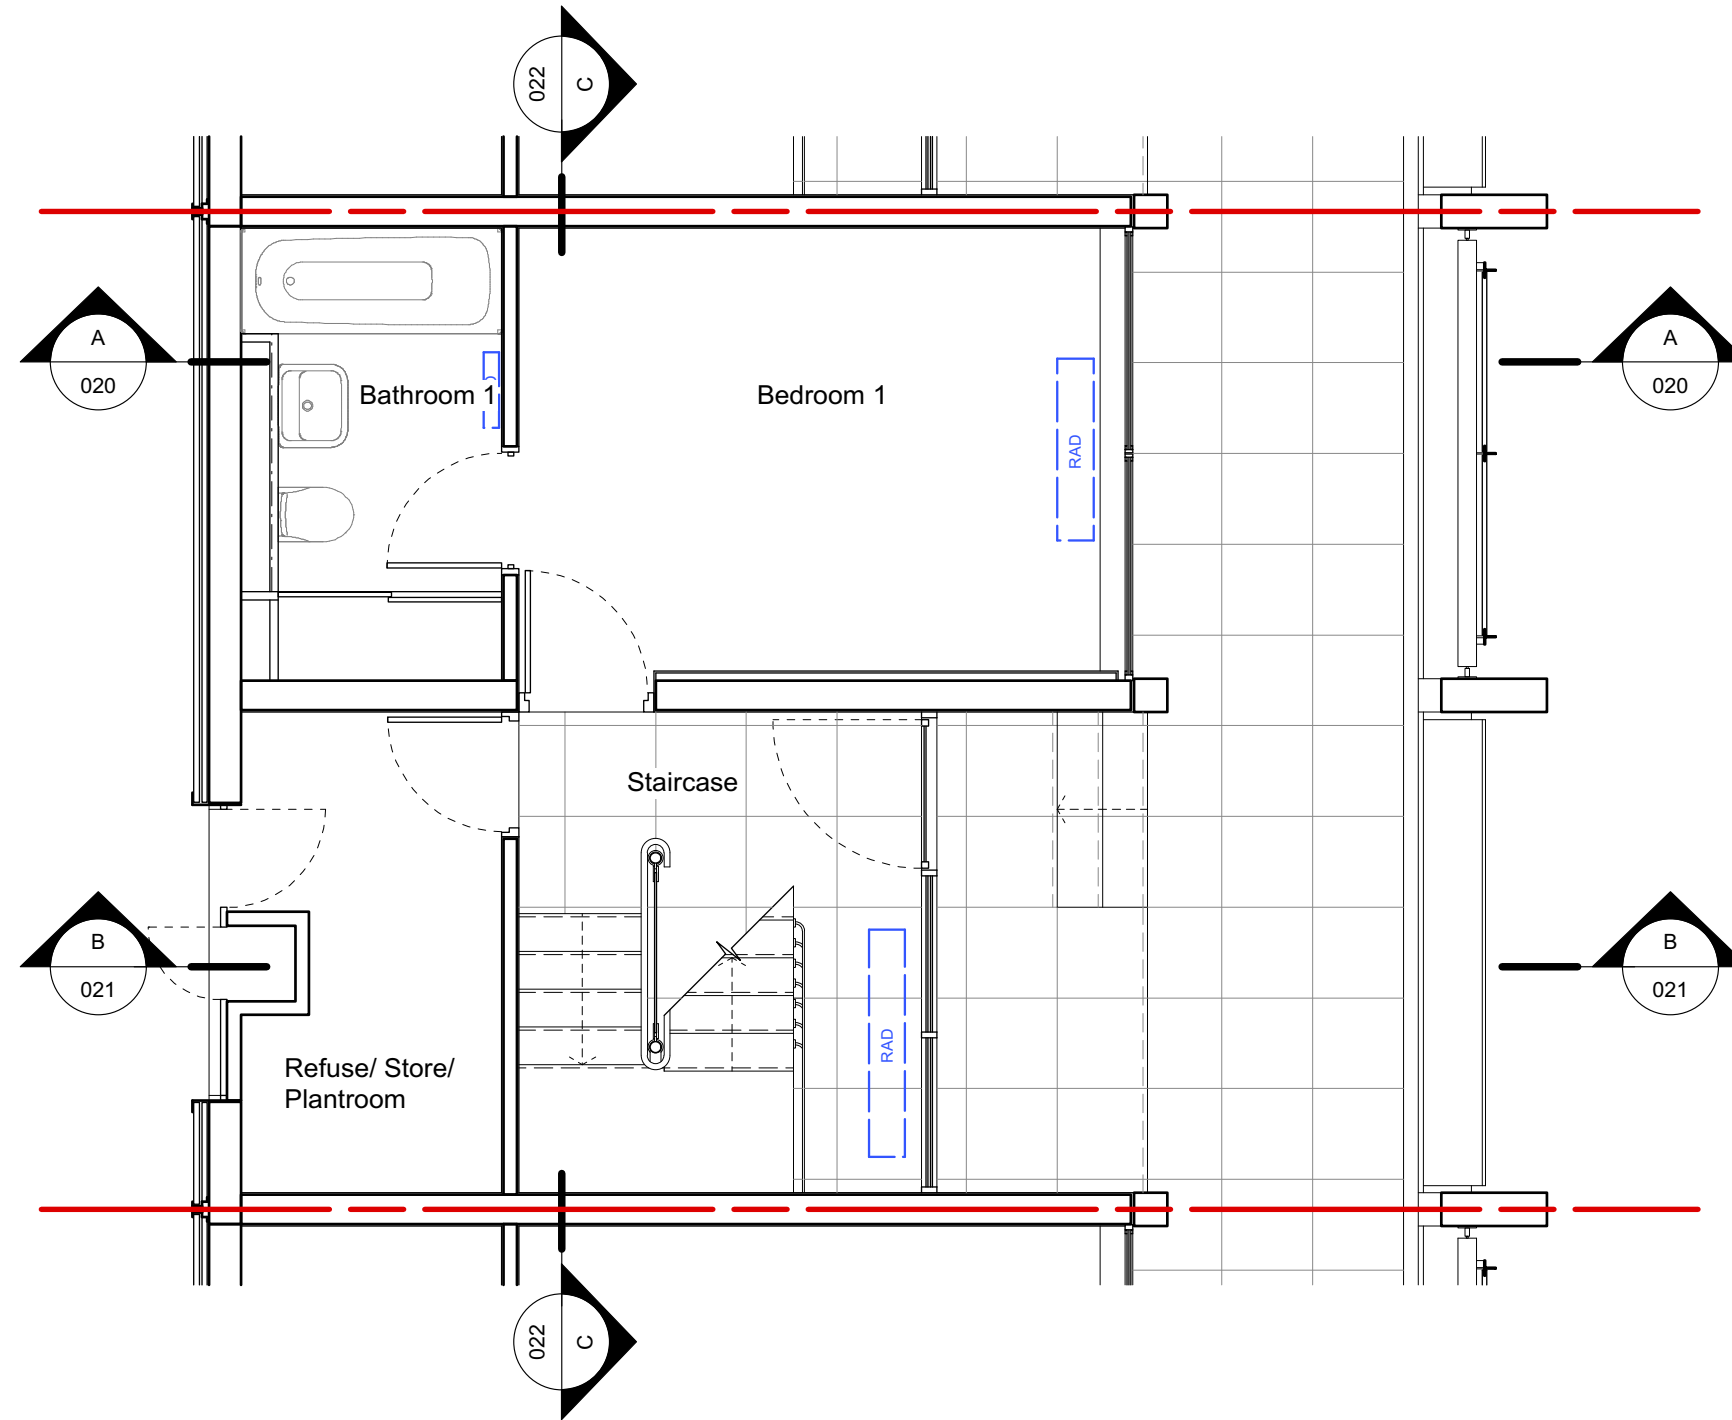 022
C
A
020
A
020
Bathroom 1
Bedroom 1
RAD
Staircase
B
021
B
021
RAD
Refuse/ Store/
Plantroom
022
C